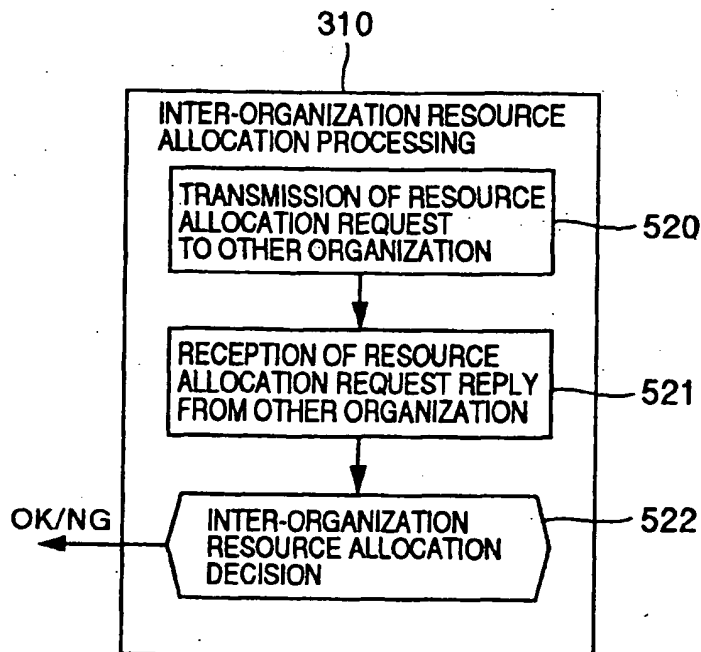 310
INTER-ORGANIZATION RESOURCE
ALLOCATION PROCESSING
TRANSMISSION OF RESOURCE
ALLOCATION REQUEST
TO OTHER ORGANIZATION
520
RECEPTION OF RESOURCE
ALLOCATION REQUEST REPLY
FROM OTHER ORGANIZATION
521
OK/NG
INTER-ORGANIZATION
RESOURCE ALLOCATION
DECISION
522